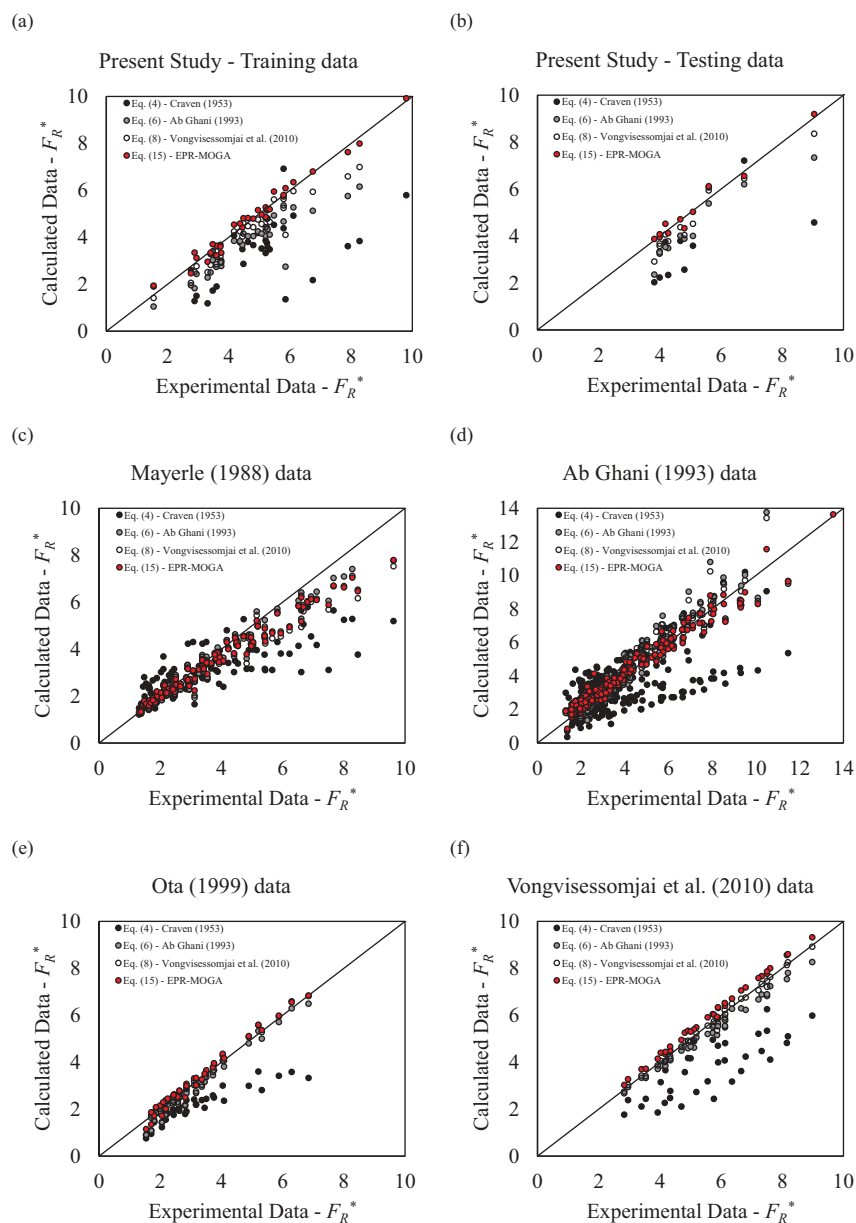 (a)
Present Study - Training data
10
8
6
4
2
0
0
2
4
6
8
10
Calculated Data - F_R^*
Experimental Data - F_R^*
Eq. (4) - Craven (1953)
Eq. (6) - Ab Ghani (1993)
Eq. (8) - Vongvisessomjai et al. (2010)
Eq. (15) - EPR-MOGA
(b)
Present Study - Testing data
10
8
6
4
2
0
0
2
4
6
8
10
Calculated Data - F_R^*
Experimental Data - F_R^*
Eq. (4) - Craven (1953)
Eq. (6) - Ab Ghani (1993)
Eq. (8) - Vongvisessomjai et al. (2010)
Eq. (15) - EPR-MOGA
(c)
Mayerle (1988) data
10
8
6
4
2
0
0
2
4
6
8
10
Calculated Data - F_R^*
Experimental Data - F_R^*
Eq. (4) - Craven (1953)
Eq. (6) - Ab Ghani (1993)
Eq. (8) - Vongvisessomjai et al. (2010)
Eq. (15) - EPR-MOGA
(d)
Ab Ghani (1993) data
14
12
10
8
6
4
2
0
0
2
4
6
8
10
12
14
Calculated Data - F_R^*
Experimental Data - F_R^*
Eq. (4) - Craven (1953)
Eq. (6) - Ab Ghani (1993)
Eq. (8) - Vongvisessomjai et al. (2010)
Eq. (15) - EPR-MOGA
(e)
Ota (1999) data
10
8
6
4
2
0
0
2
4
6
8
10
Calculated Data - F_R^*
Experimental Data - F_R^*
Eq. (4) - Craven (1953)
Eq. (6) - Ab Ghani (1993)
Eq. (8) - Vongvisessomjai et al. (2010)
Eq. (15) - EPR-MOGA
(f)
Vongvisessomjai et al. (2010) data
10
8
6
4
2
0
0
2
4
6
8
10
Calculated Data - F_R^*
Experimental Data - F_R^*
Eq. (4) - Craven (1953)
Eq. (6) - Ab Ghani (1993)
Eq. (8) - Vongvisessomjai et al. (2010)
Eq. (15) - EPR-MOGA